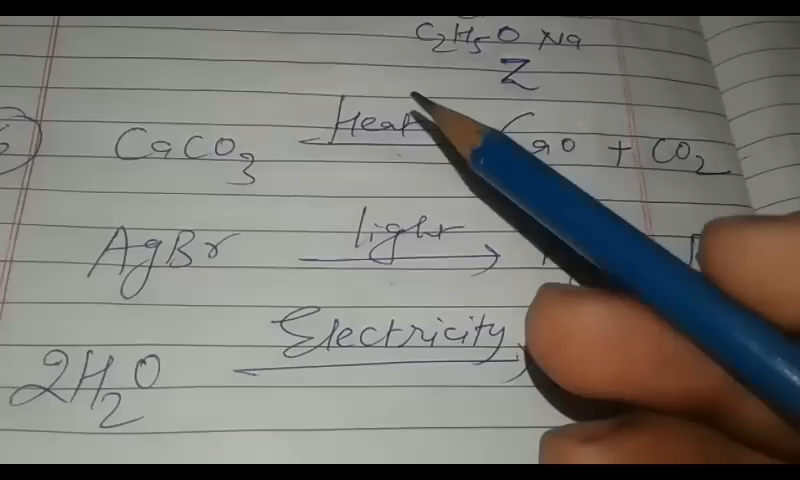 C2H5O Na
Z
CaCO3 Heat CaO + CO2
AgBr light
2H2O Electricity